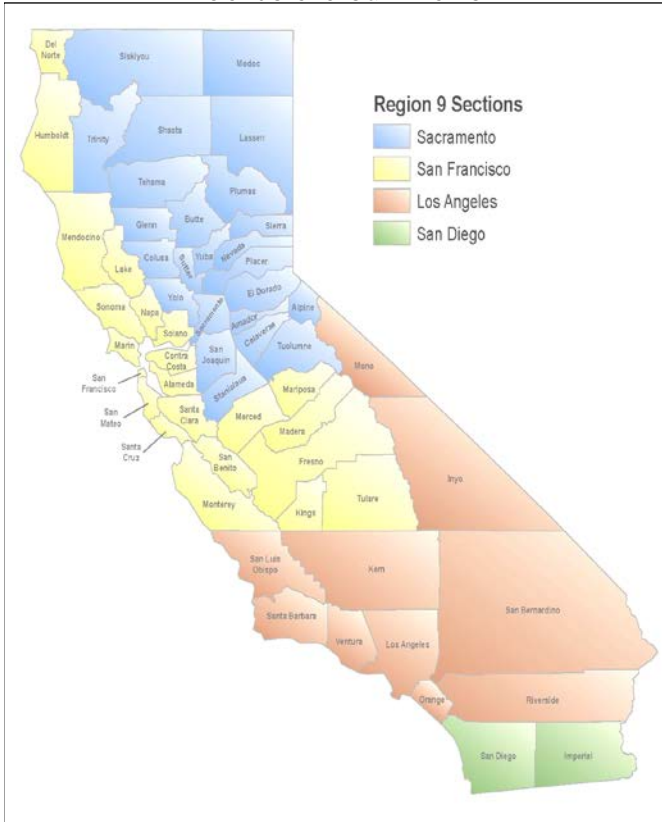 Del
Norte
Siskiyou
Modoc
Humboldt
Trinity
Shasta
Lassen
Region 9 Sections
Sacramento
San Francisco
Los Angeles
San Diego
Tehama
Plumas
Mendocino
Glenn
Butte
Sierra
Lake
Colusa
Sutter
Yuba
Nevada
Placer
Sonoma
Napa
Yolo
El Dorado
Sacramento
Amador
Alpine
Solano
Calaveras
Marin
Contra
Costa
San
Joaquin
Tuolumne
Mono
San
Francisco
Alameda
Stanislaus
Mariposa
San
Mateo
Santa
Clara
Merced
Madera
Santa
Cruz
San
Benito
Fresno
Inyo
Monterey
Kings
Tulare
San Luis
Obispo
Kern
San Bernardino
Santa Barbara
Ventura
Los Angeles
Orange
Riverside
San Diego
Imperial